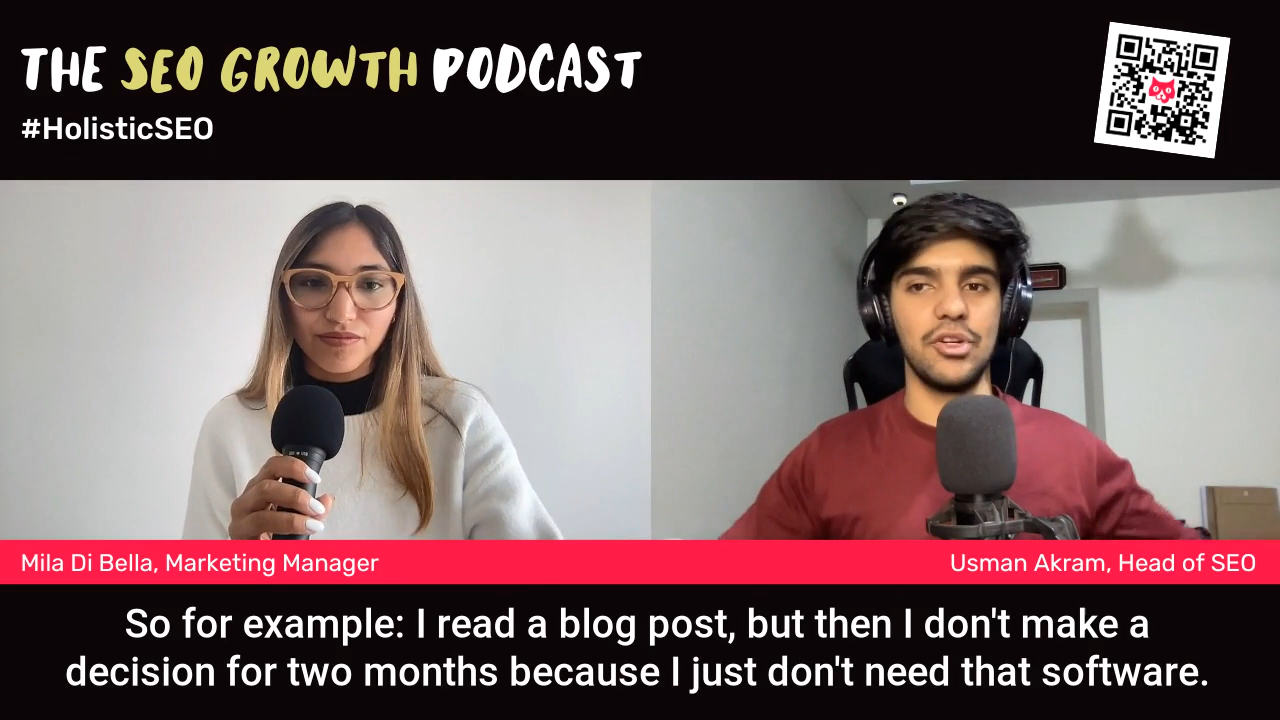 THE SEO GROWTH PODCAST
#HolisticSEO
Mila Di Bella, Marketing Manager
Usman Akram, Head of SEO
So for example: I read a blog post, but then I don't make a
decision for two months because I just don't need that software.